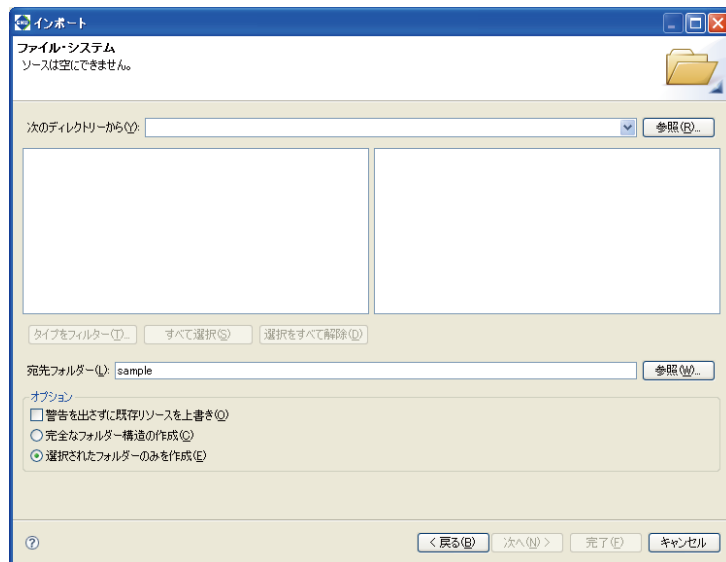 インポート
ファイル・システム
ソースは空にできません。
次のディレクトリーから(Y):
参照(R)...
タイプをフィルター(T)... すべて選択(S) 選択をすべて解除(D)
宛先フォルダー(L): sample 参照(W)...
オプション
警告を出さずに既存リソースを上書き(O)
完全なフォルダー構造の作成(C)
選択されたフォルダーのみを作成(E)
? < 戻る(B) 次へ(N) > 完了(F) キャンセル